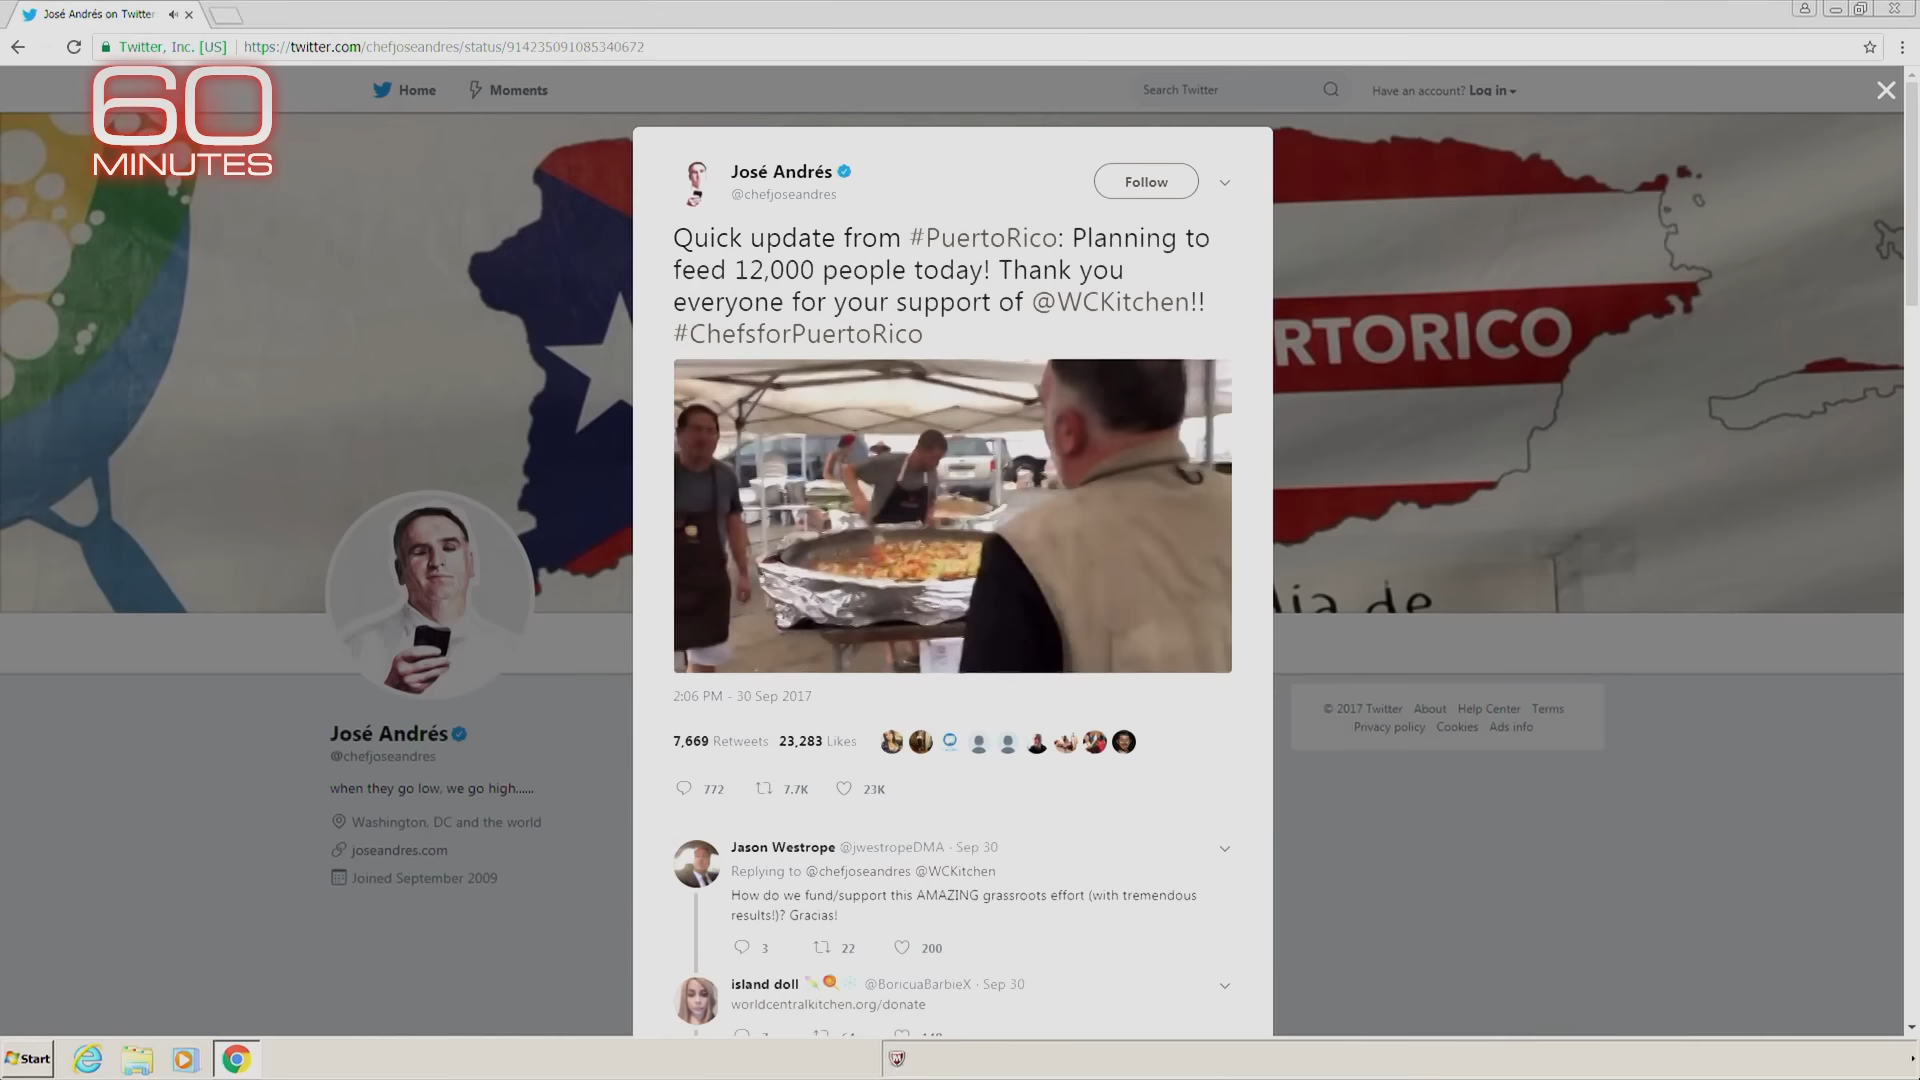 José Andrés on Twitter
Twitter, Inc. [US]
https://twitter.com/chefjoseandres/status/914235091085340672
60
MINUTES
Home
Moments
Search Twitter
Have an account? Log in
José Andrés
@chefjoseandres
Follow
Quick update from #PuertoRico: Planning to
feed 12,000 people today! Thank you
everyone for your support of @WCKitchen!!
#ChefsforPuertoRico
RTORICO
lia de
2:06 PM - 30 Sep 2017
7,669 Retweets 23,283 Likes
772 7.7K 23K
José Andrés
@chefjoseandres
when they go low, we go high......
Washington, DC and the world
joseandres.com
Joined September 2009
© 2017 Twitter About Help Center Terms
Privacy policy Cookies Ads info
Jason Westrope @jwestropeDMA · Sep 30
Replying to @chefjoseandres @WCKitchen
How do we fund/support this AMAZING grassroots effort (with tremendous
results!)? Gracias!
3 22 200
island doll @BoricuaBarbieX · Sep 30
worldcentralkitchen.org/donate
Start